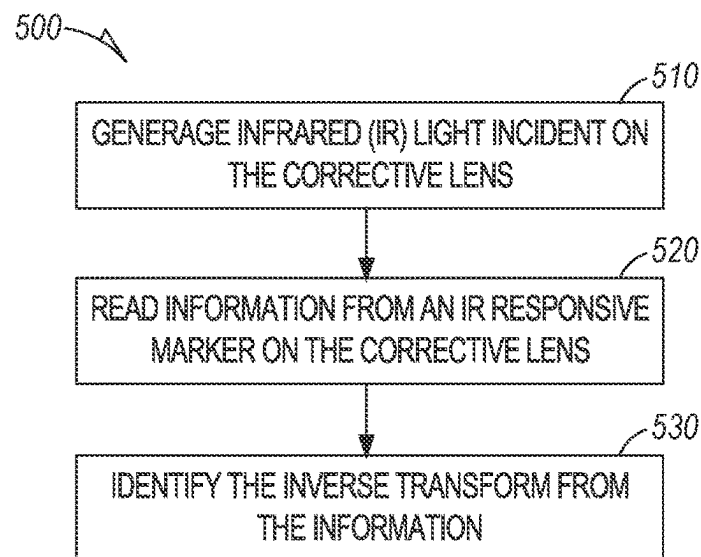 500
510
GENERAGE INFRARED (IR) LIGHT INCIDENT ON
THE CORRECTIVE LENS
520
READ INFORMATION FROM AN IR RESPONSIVE
MARKER ON THE CORRECTIVE LENS
530
IDENTIFY THE INVERSE TRANSFORM FROM
THE INFORMATION